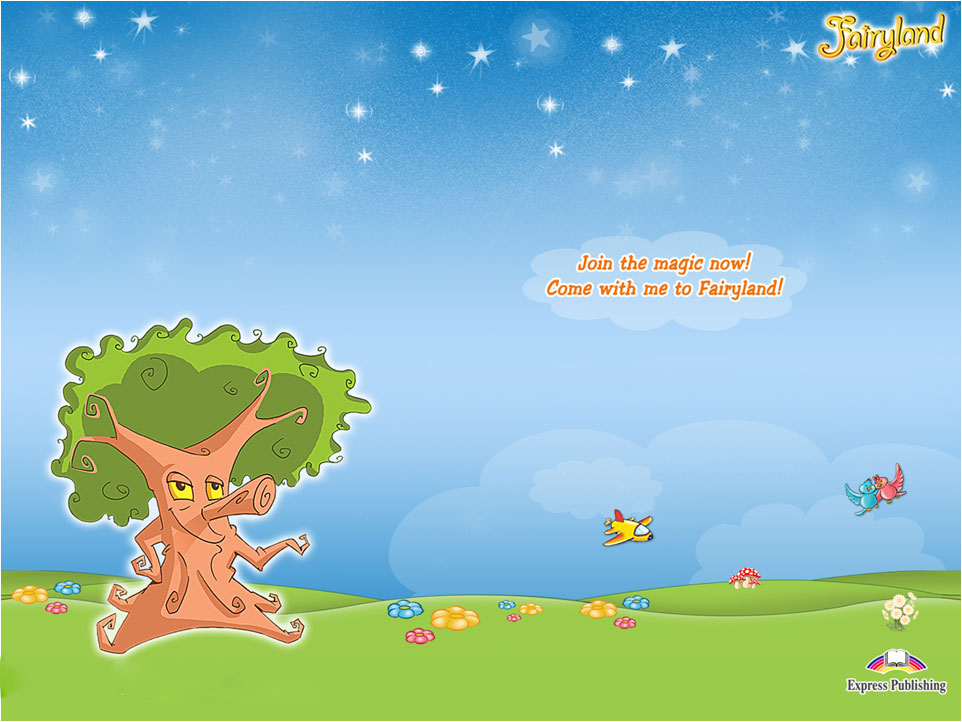 Fairyland
Join the magic now!
Come with me to Fairyland!
Express Publishing